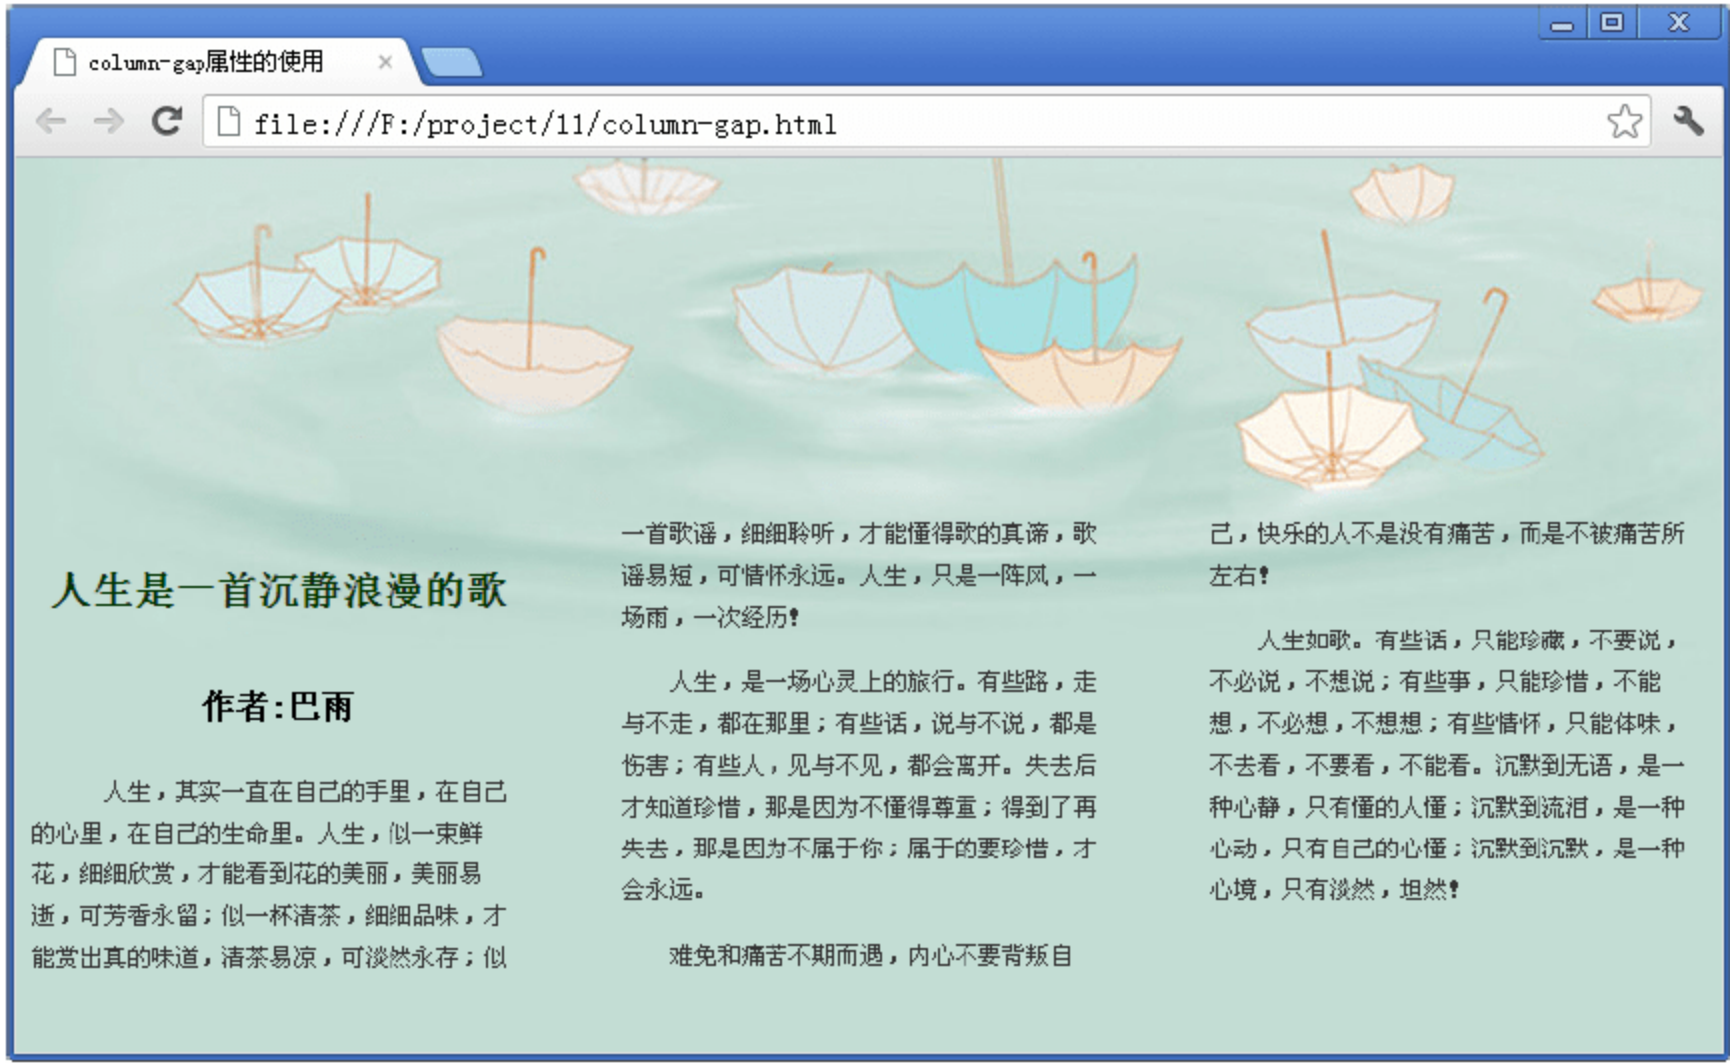 column-gap属性的使用
file:///F:/project/11/column-gap.html
人生是一首沉静浪漫的歌
作者:巴雨
人生，其实一直在自己的手里，在自己
的心里，在自己的生命里。人生，似一束鲜
花，细细欣赏，才能看到花的美丽，美丽易
逝，可芳香永留；似一杯清茶，细细品味，才
能赏出真的味道，清茶易凉，可淡然永存；似
一首歌谣，细细聆听，才能懂得歌的真谛，歌
谣易短，可情怀永远。人生，只是一阵风，一
场雨，一次经历！
人生，是一场心灵上的旅行。有些路，走
与不走，都在那里；有些话，说与不说，都是
伤害；有些人，见与不见，都会离开。失去后
才知道珍惜，那是因为不懂得尊重；得到了再
失去，那是因为不属于你；属于的要珍惜，才
会永远。
难免和痛苦不期而遇，内心不要背叛自
己，快乐的人不是没有痛苦，而是不被痛苦所
左右！
人生如歌。有些话，只能珍藏，不要说，
不必说，不想说；有些事，只能珍惜，不能
想，不必想，不想想；有些情怀，只能体味，
不去看，不要看，不能看。沉默到无语，是一
种心静，只有懂的人懂；沉默到流泪，是一种
心动，只有自己的心懂；沉默到沉默，是一种
心境，只有淡然，坦然！